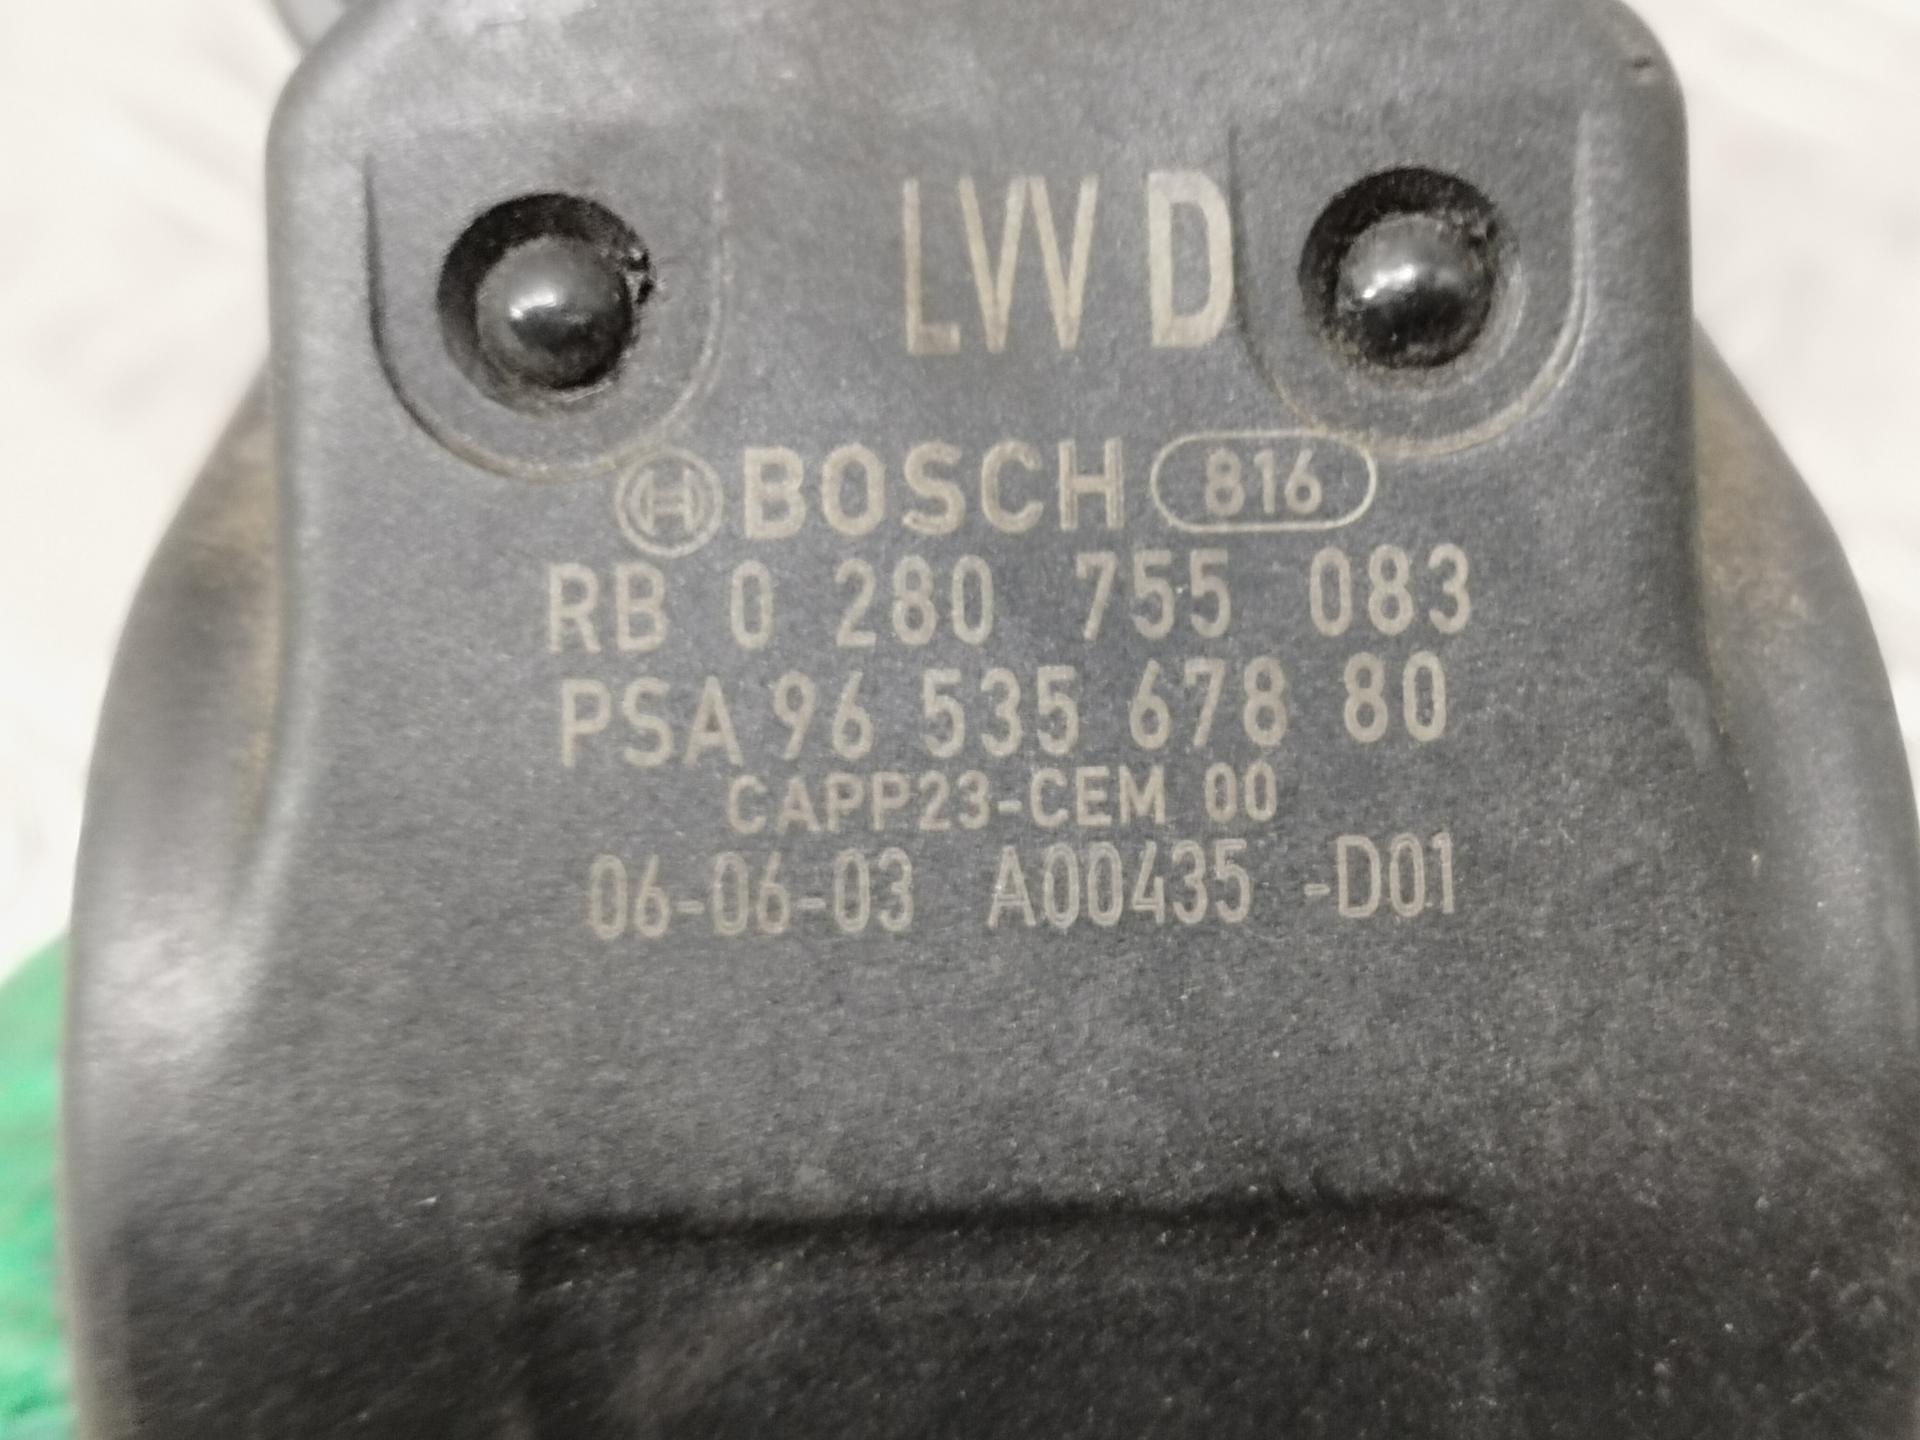 LW D
BOSCH 816
RB 0 280 755 083
PSA 96 535 678 80
CAPP23-CEM 00
06-06-03 A00435 -D01